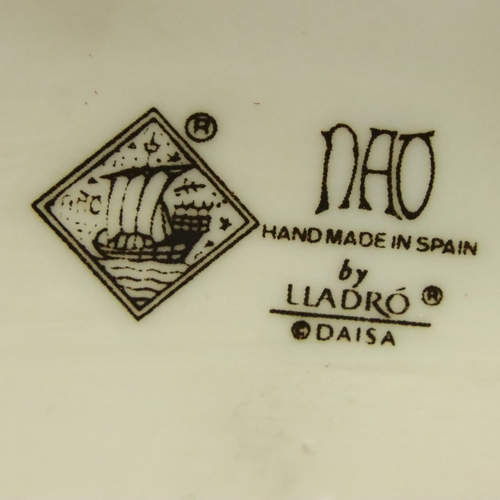 ®
NAO
HAND MADE IN SPAIN
by
LLADRÓ ®
© DAISA